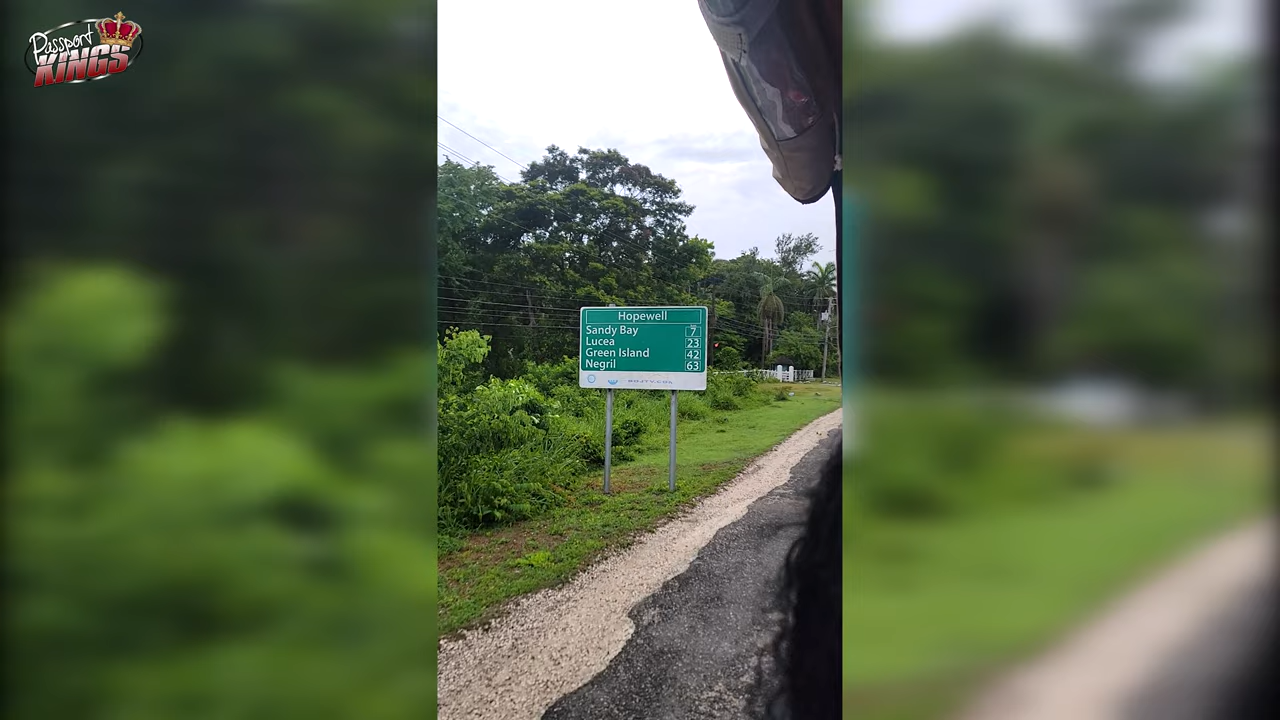 Passport
KINGS
Hopewell
Sandy Bay 7
Lucea 23
Green Island 42
Negril 63